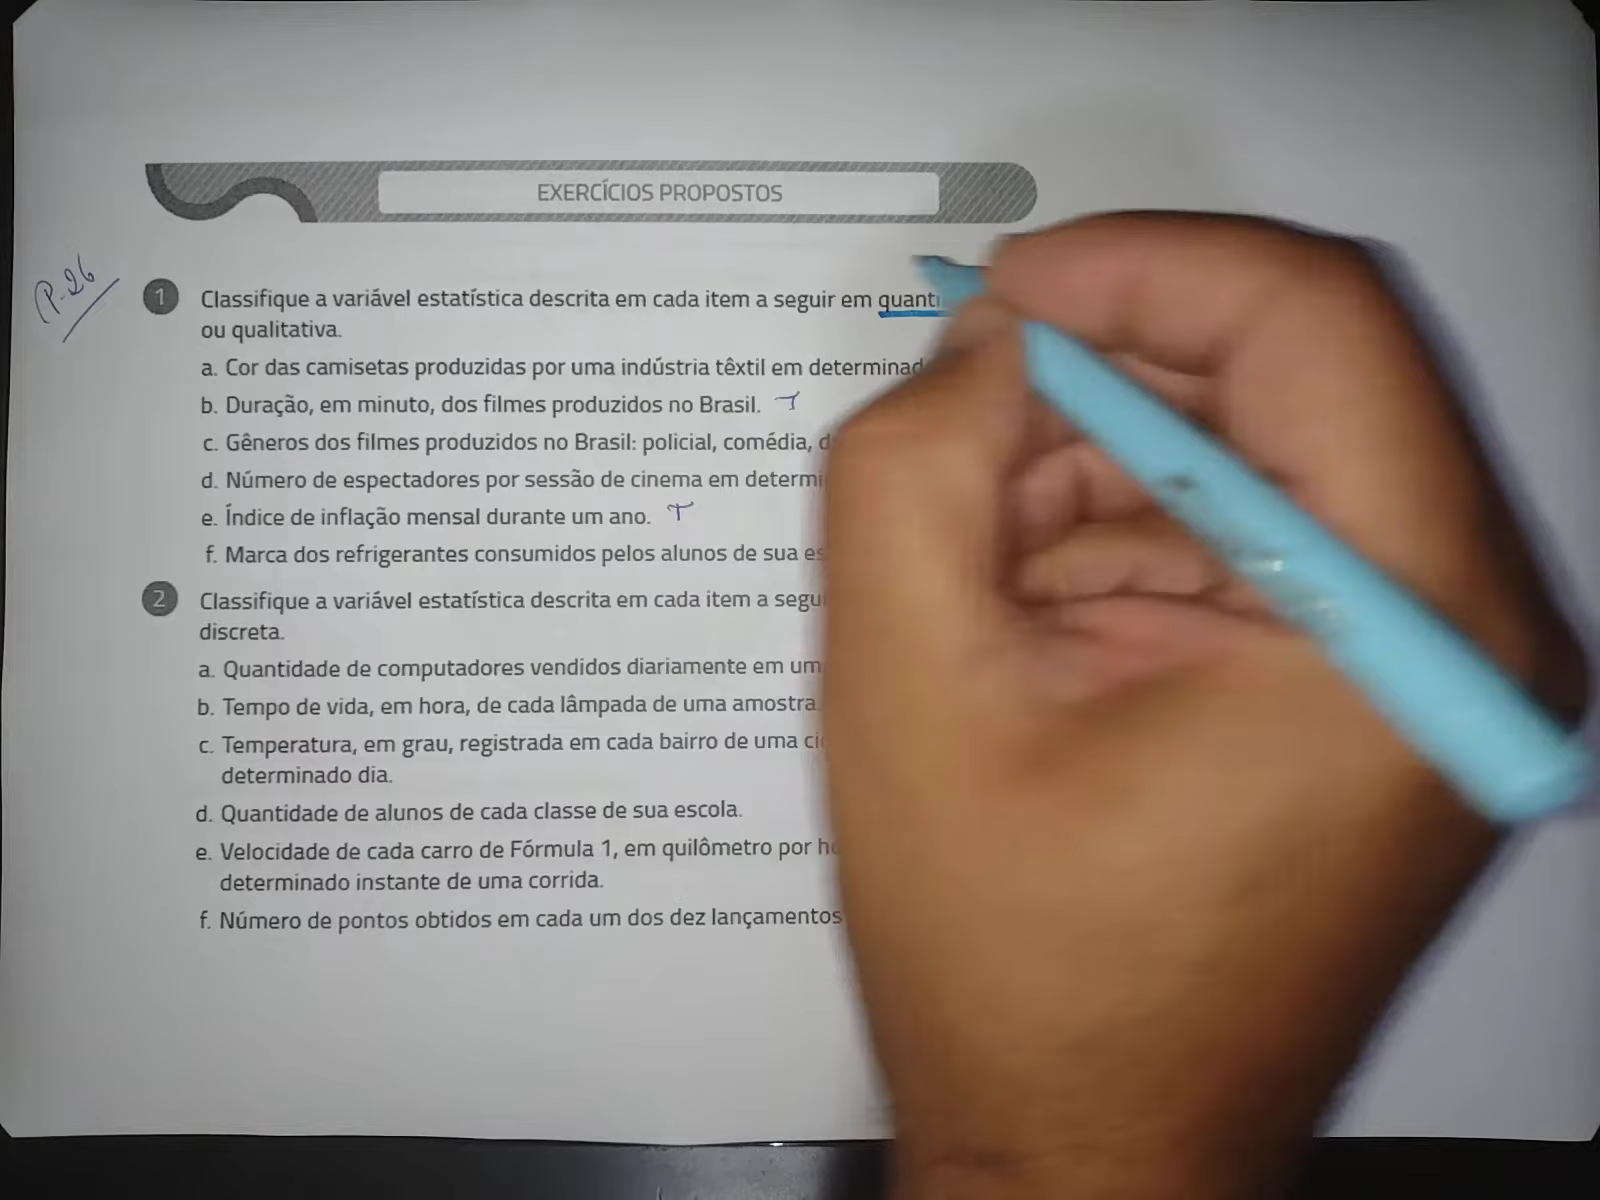 EXERCÍCIOS PROPOSTOS
P.26
1 Classifique a variável estatística descrita em cada item a seguir em quanti
ou qualitativa.
a. Cor das camisetas produzidas por uma indústria têxtil em determinad
b. Duração, em minuto, dos filmes produzidos no Brasil. T
c. Gêneros dos filmes produzidos no Brasil: policial, comédia,
d. Número de espectadores por sessão de cinema em determi
e. Índice de inflação mensal durante um ano. T
f. Marca dos refrigerantes consumidos pelos alunos de sua es
2 Classifique a variável estatística descrita em cada item a segui
discreta.
a. Quantidade de computadores vendidos diariamente em um
b. Tempo de vida, em hora, de cada lâmpada de uma amostra.
c. Temperatura, em grau, registrada em cada bairro de uma ci
determinado dia.
d. Quantidade de alunos de cada classe de sua escola.
e. Velocidade de cada carro de Fórmula 1, em quilômetro por ho
determinado instante de uma corrida.
f. Número de pontos obtidos em cada um dos dez lançamentos